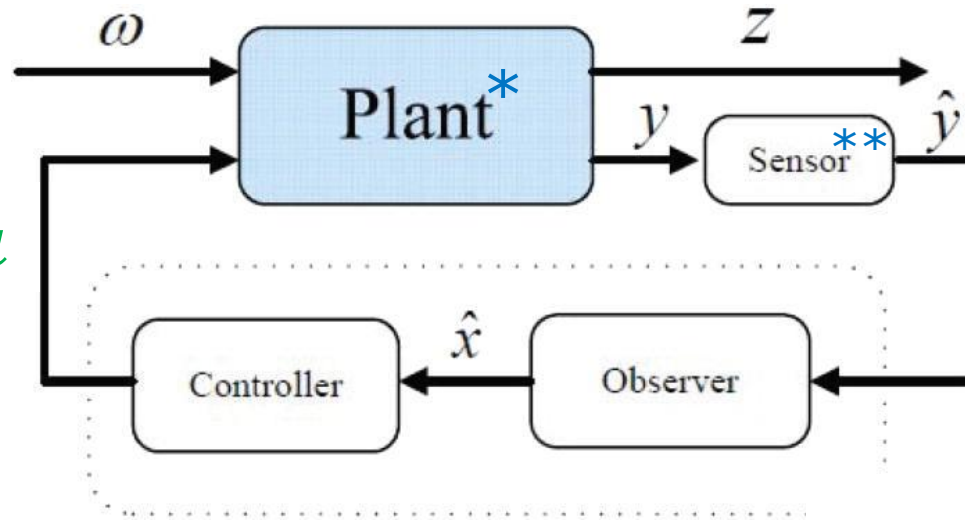 ω
z
Plant*
y
Sensor**
ŷ
Controller
x̂
Observer